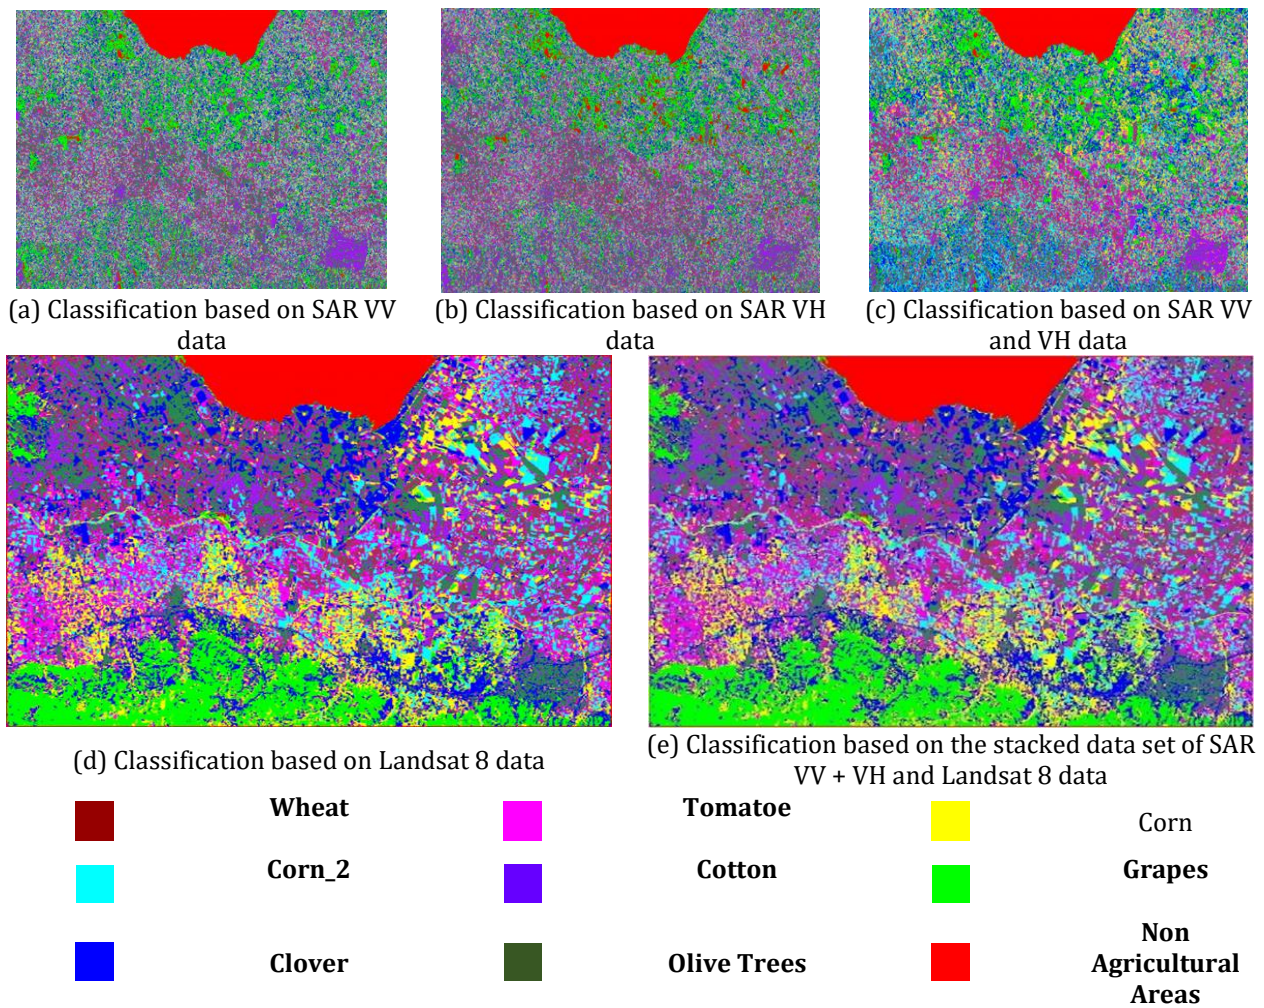 (a) Classification based on SAR VV
data
(b) Classification based on SAR VH
data
(c) Classification based on SAR VV
and VH data
(d) Classification based on Landsat 8 data
(e) Classification based on the stacked data set of SAR
VV + VH and Landsat 8 data
Wheat
Tomatoe
Corn
Corn_2
Cotton
Grapes
Clover
Olive Trees
Non
Agricultural
Areas